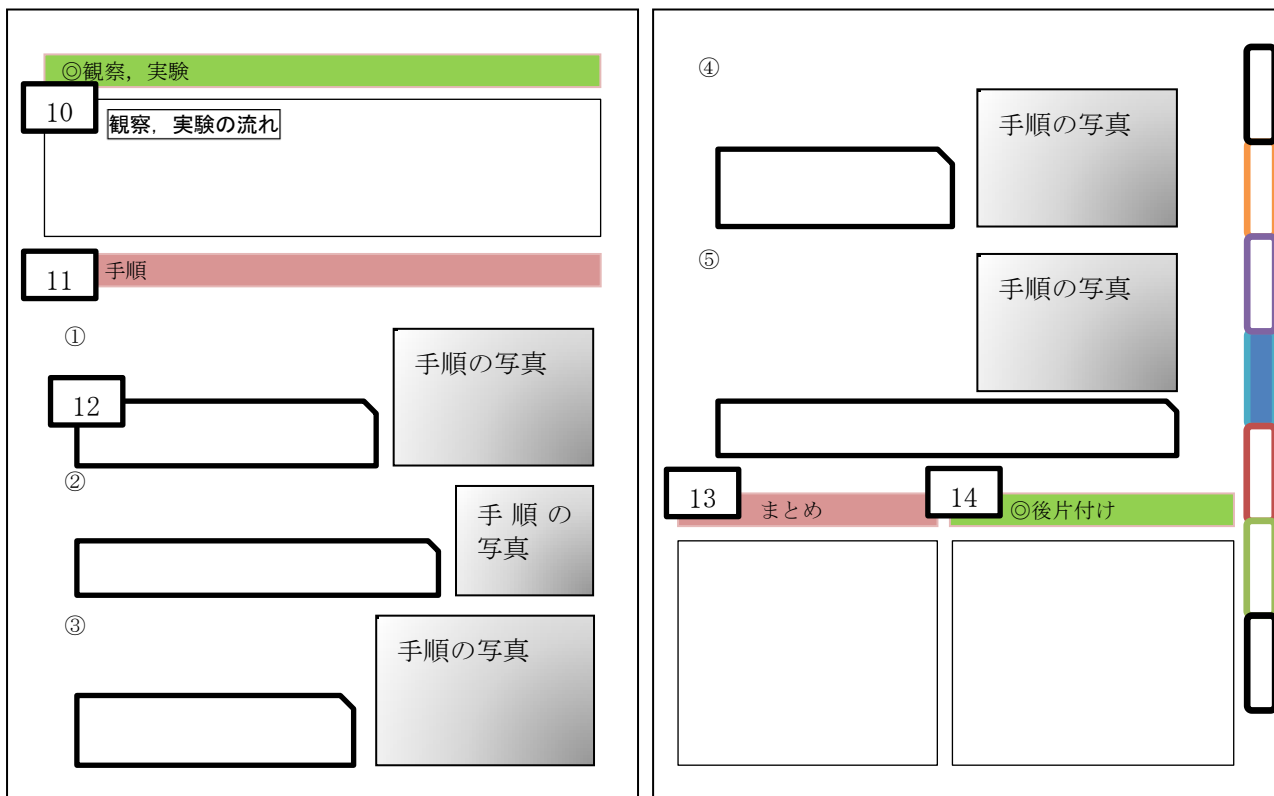 ◎観察，実験
10
観察，実験の流れ
11
手順
①
手順の写真
12
②
手順の
写真
③
手順の写真
④
手順の写真
⑤
手順の写真
13
まとめ
14
◎後片付け